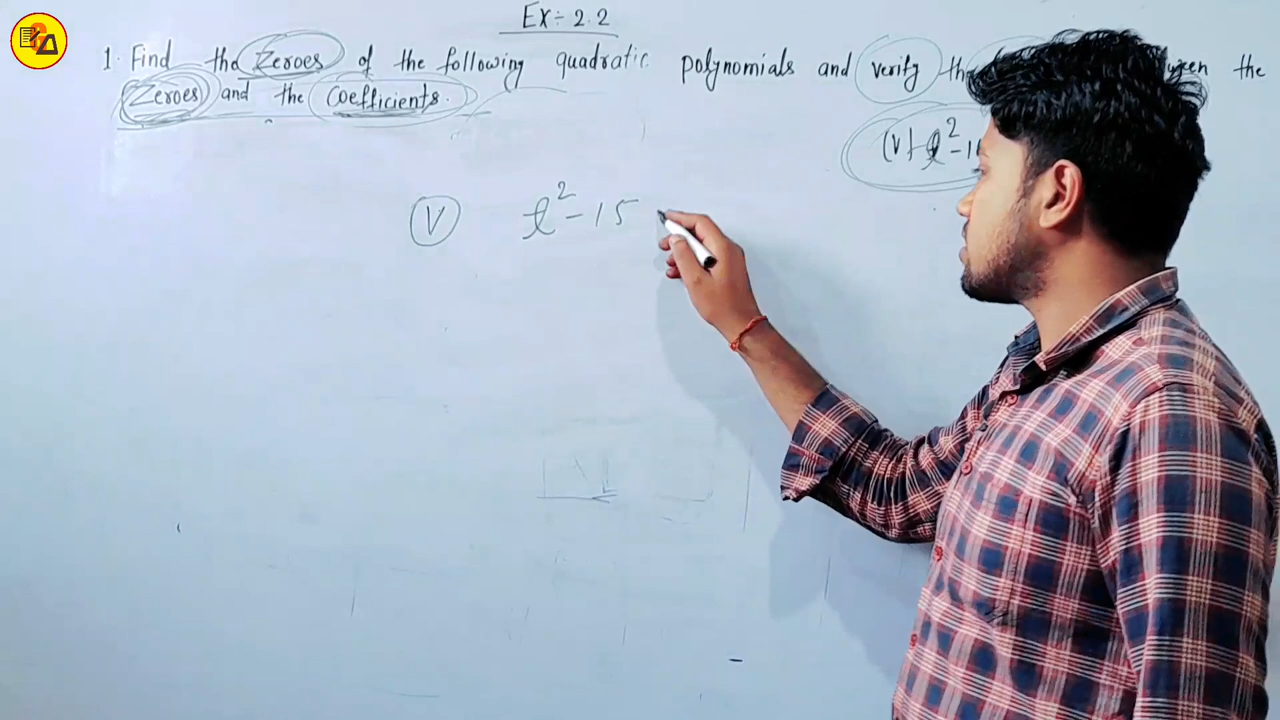 Ex÷ 2.2
1. Find the Zeroes of the following quadratic polynomials and verify the the
Zeroes and the Coefficients.
(V) t²-1
(V) t²-15